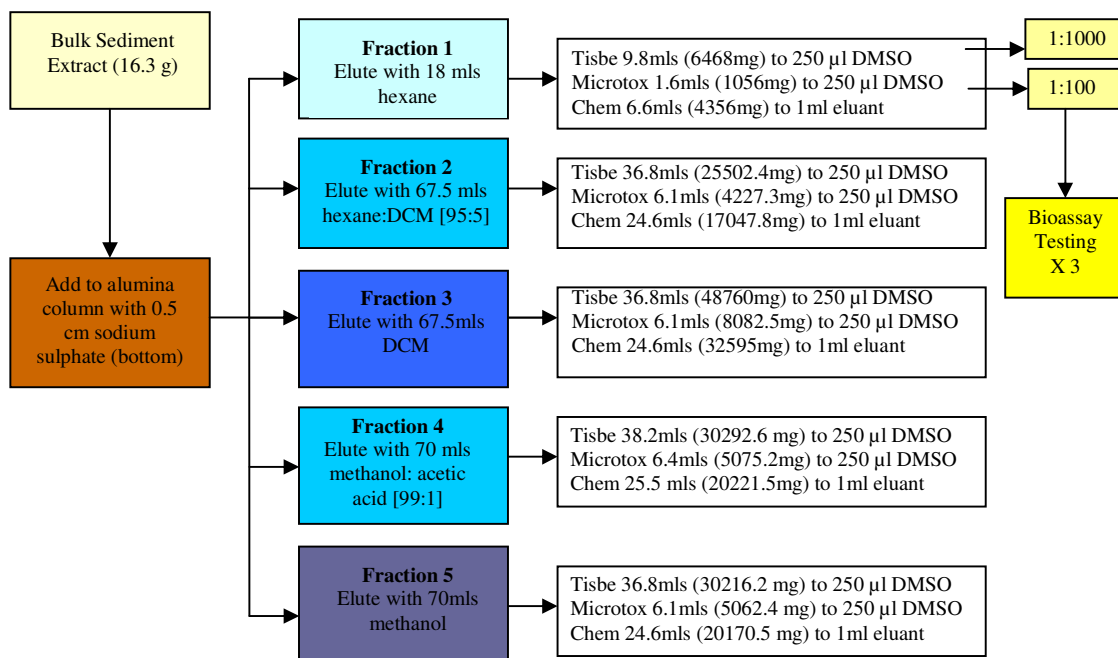 Bulk Sediment
Extract (16.3 g)
Add to alumina
column with 0.5
cm sodium
sulphate (bottom)
Fraction 1
Elute with 18 mls
hexane
Tisbe 9.8mls (6468mg) to 250 µl DMSO
Microtox 1.6mls (1056mg) to 250 µl DMSO
Chem 6.6mls (4356mg) to 1ml eluant
1:1000
1:100
Bioassay
Testing
X 3
Fraction 2
Elute with 67.5 mls
hexane:DCM [95:5]
Tisbe 36.8mls (25502.4mg) to 250 µl DMSO
Microtox 6.1mls (4227.3mg) to 250 µl DMSO
Chem 24.6mls (17047.8mg) to 1ml eluant
Fraction 3
Elute with 67.5mls
DCM
Tisbe 36.8mls (48760mg) to 250 µl DMSO
Microtox 6.1mls (8082.5mg) to 250 µl DMSO
Chem 24.6mls (32595mg) to 1ml eluant
Fraction 4
Elute with 70 mls
methanol: acetic
acid [99:1]
Tisbe 38.2mls (30292.6 mg) to 250 µl DMSO
Microtox 6.4mls (5075.2mg) to 250 µl DMSO
Chem 25.5 mls (20221.5mg) to 1ml eluant
Fraction 5
Elute with 70mls
methanol
Tisbe 36.8mls (30216.2 mg) to 250 µl DMSO
Microtox 6.1mls (5062.4 mg) to 250 µl DMSO
Chem 24.6mls (20170.5 mg) to 1ml eluant